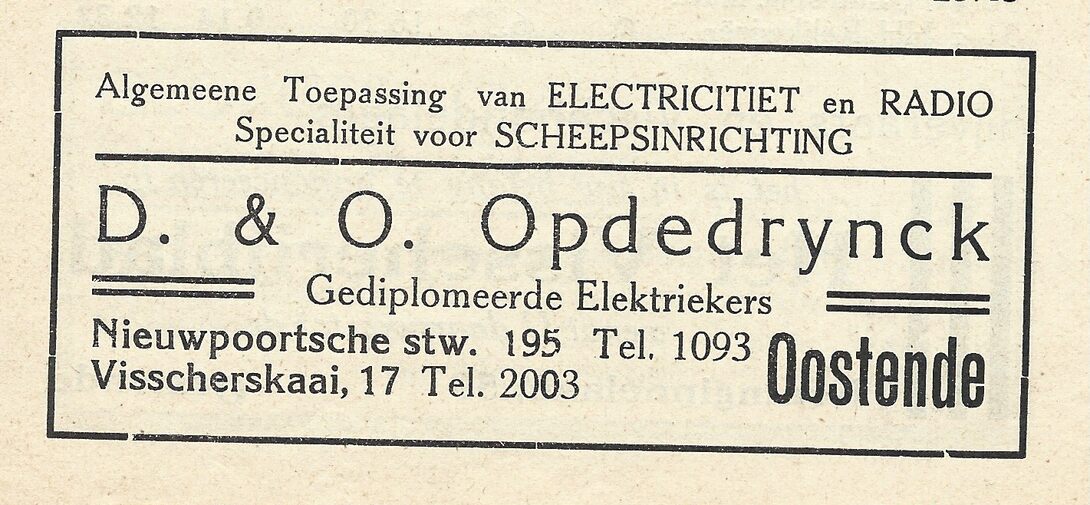 Algemeene Toepassing van ELECTRICITIET en RADIO
Specialiteit voor SCHEEPSINRICHTING
D. & O. Opdedrynck
Gediplomeerde Elektriekers
Nieuwpoortsche stw. 195 Tel. 1093
Visscherskaai, 17 Tel. 2003
Oostende